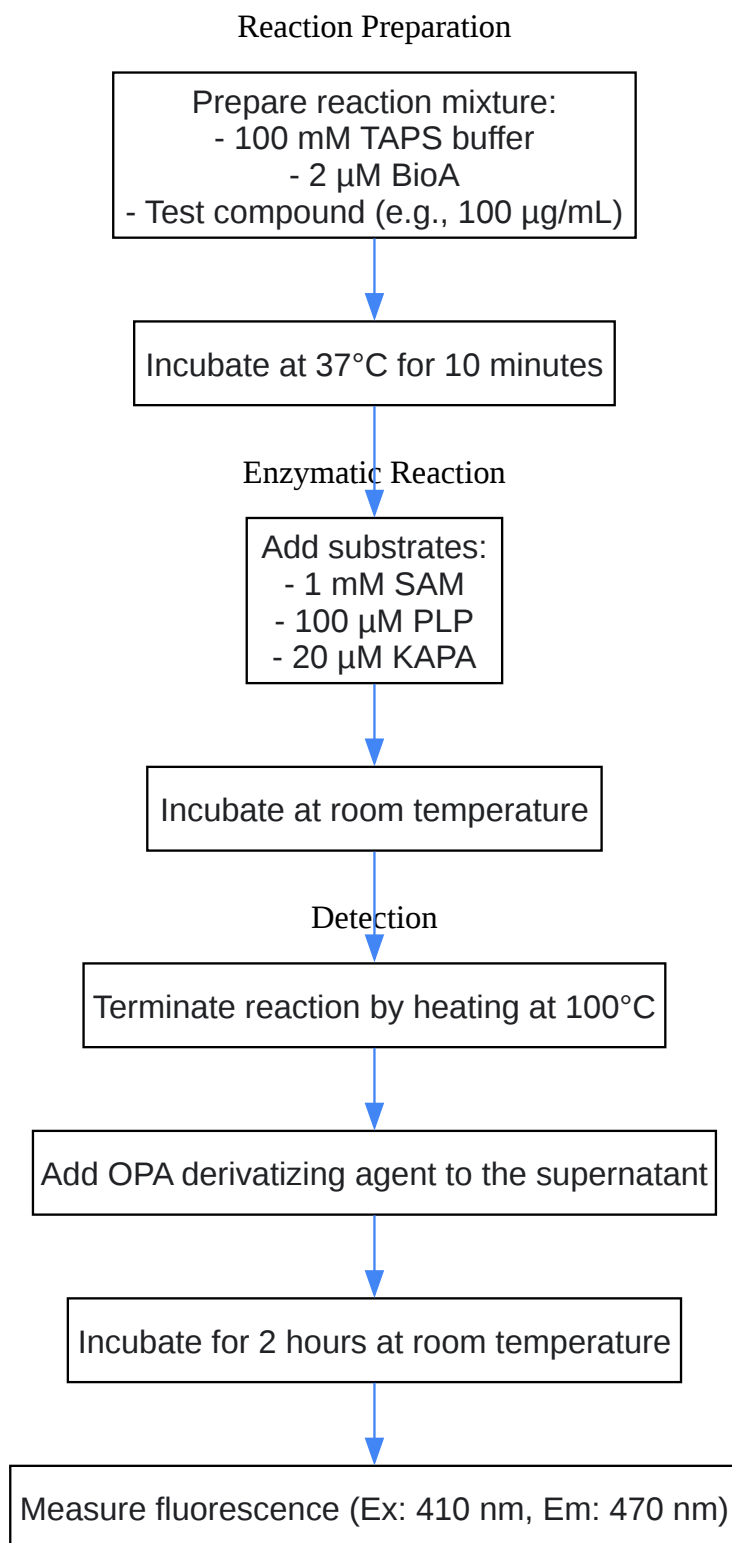 Reaction Preparation
Prepare reaction mixture:
- 100 mM TAPS buffer
- 2 µM BioA
- Test compound (e.g., 100 µg/mL)
Incubate at 37°C for 10 minutes
Enzymatic Reaction
Add substrates:
- 1 mM SAM
- 100 µM PLP
- 20 µM KAPA
Incubate at room temperature
Detection
Terminate reaction by heating at 100°C
Add OPA derivatizing agent to the supernatant
Incubate for 2 hours at room temperature
Measure fluorescence (Ex: 410 nm, Em: 470 nm)